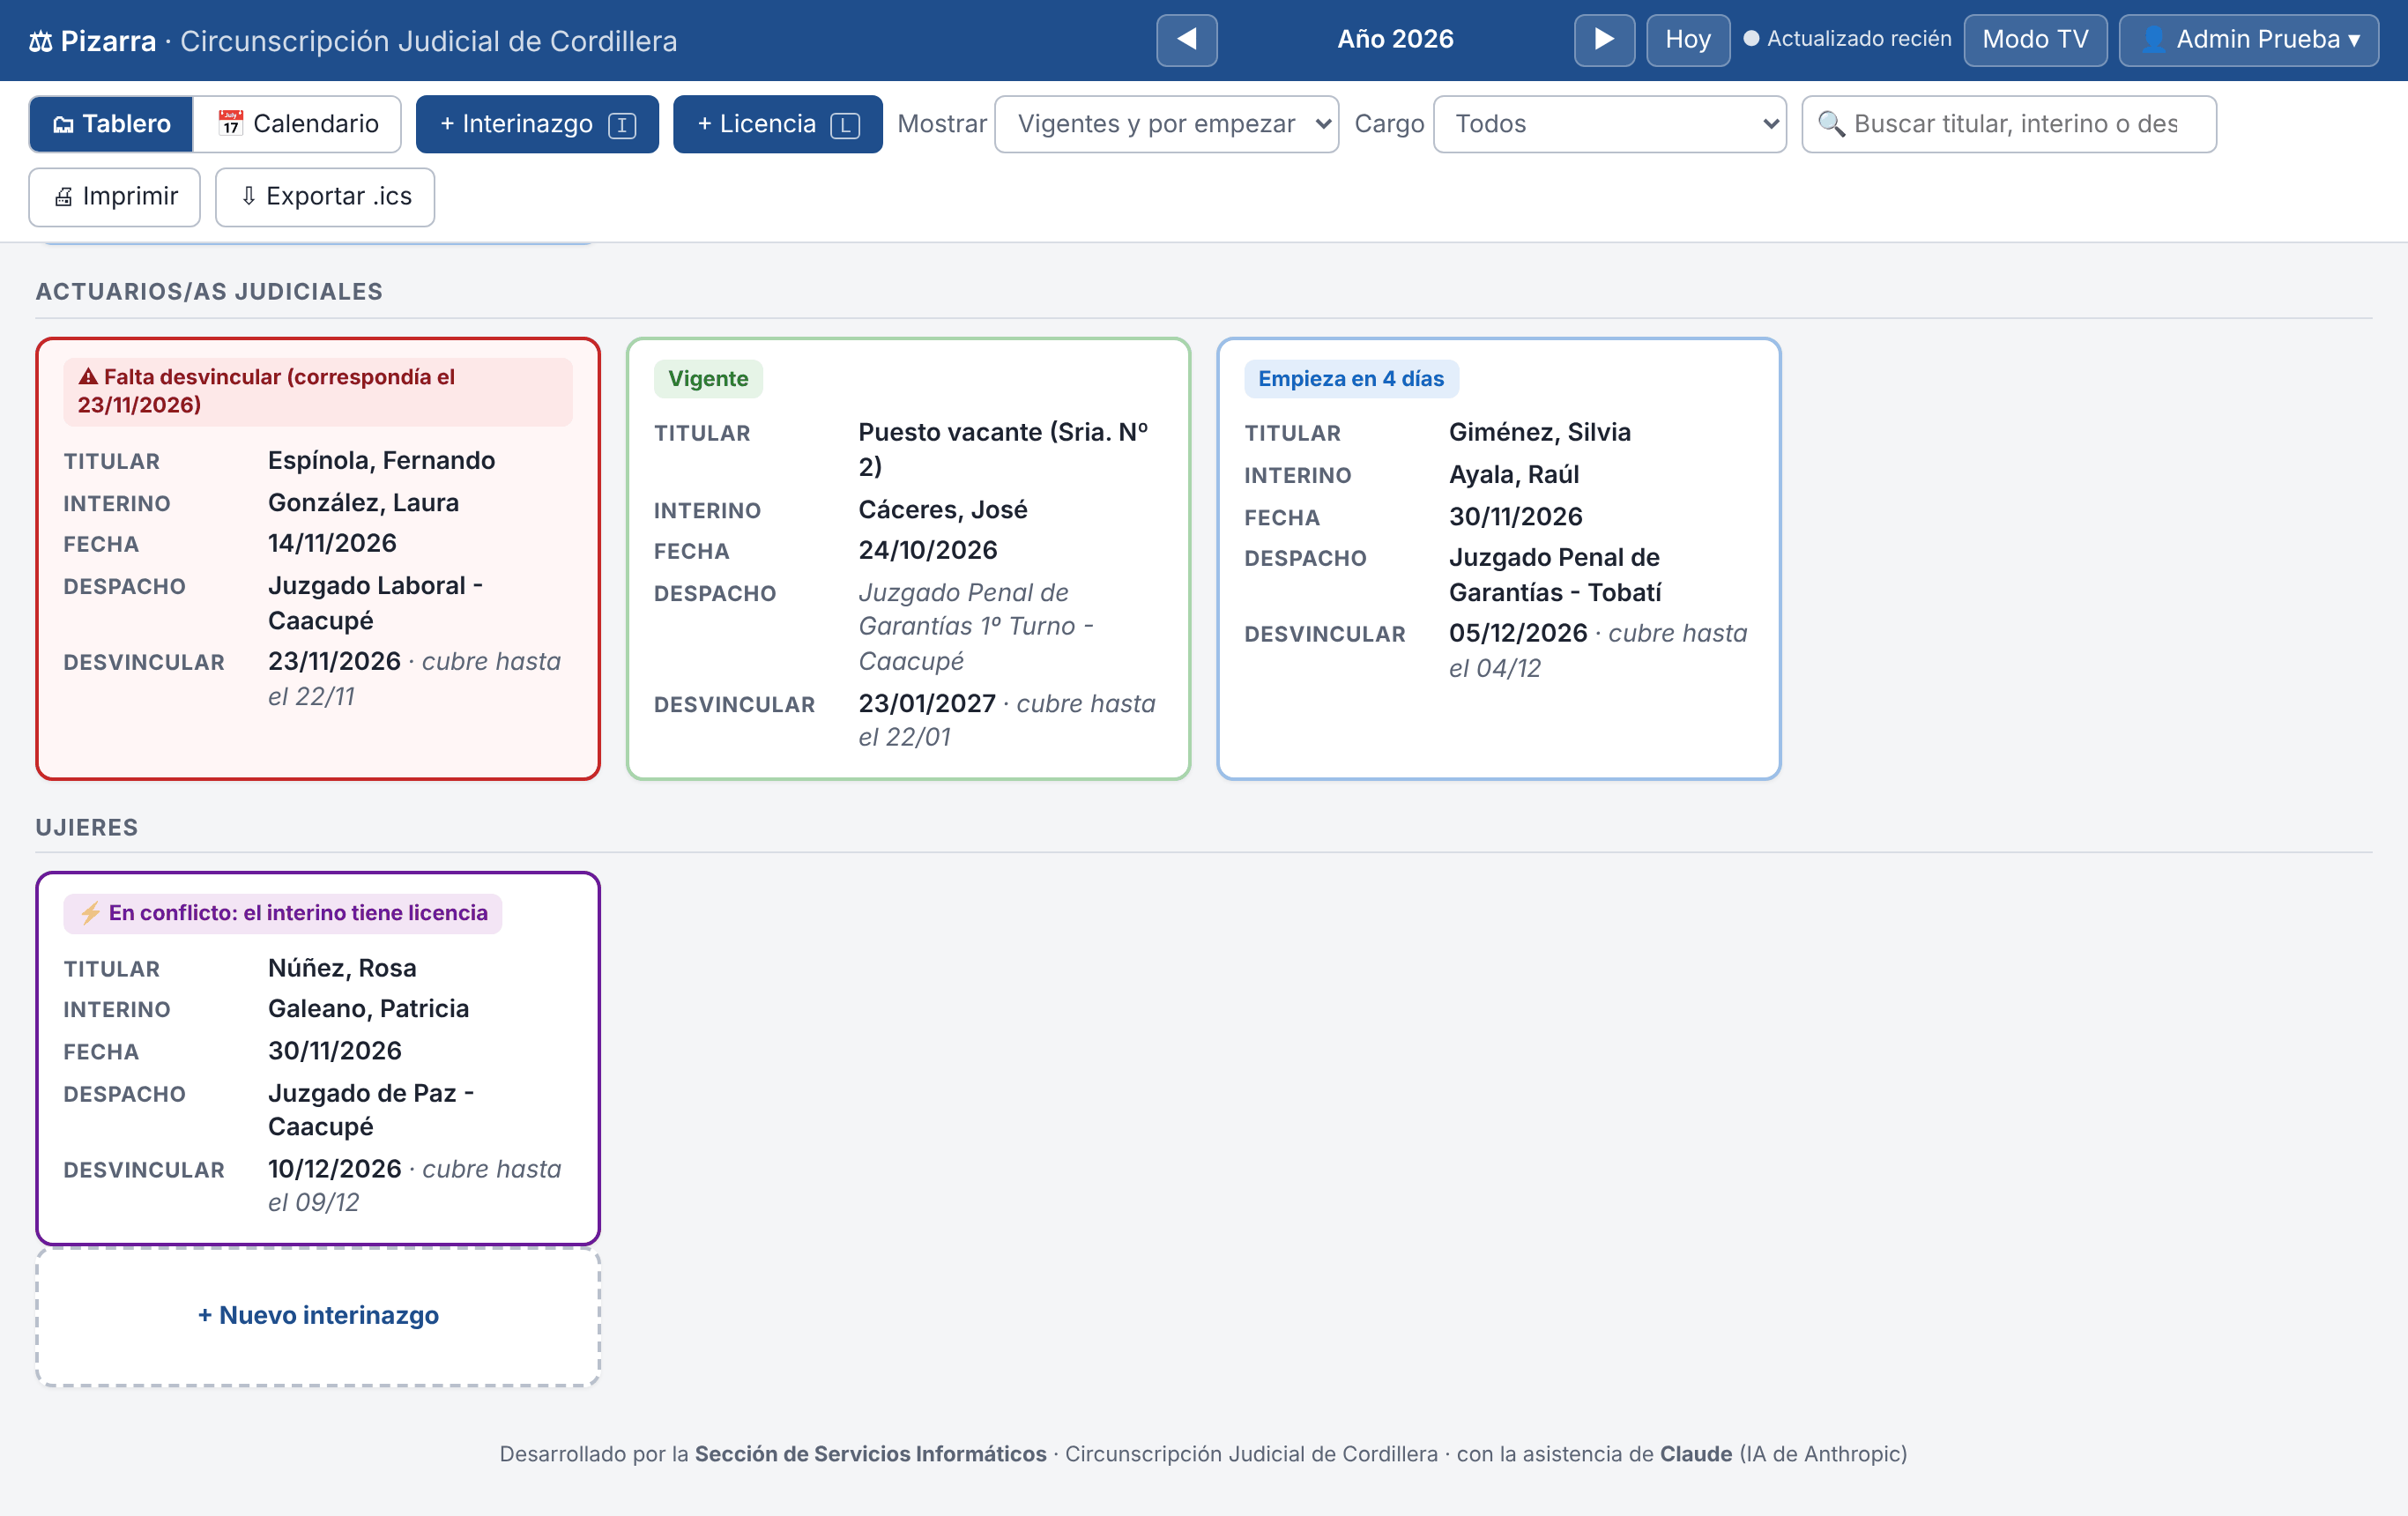 ⚖ Pizarra · Circunscripción Judicial de Cordillera
◀ Año 2026 ▶ Hoy ● Actualizado recién Modo TV 👤 Admin Prueba ▾
🗂 Tablero 📅 Calendario + Interinazgo I + Licencia L Mostrar Vigentes y por empezar Cargo Todos 🔍 Buscar titular, interino o des
🖨 Imprimir ⇩ Exportar .ics
ACTUARIOS/AS JUDICIALES
⚠ Falta desvincular (correspondía el
23/11/2026)
TITULAR Espínola, Fernando
INTERINO González, Laura
FECHA 14/11/2026
DESPACHO Juzgado Laboral -
Caacupé
DESVINCULAR 23/11/2026 · cubre hasta
el 22/11
Vigente
TITULAR Puesto vacante (Sria. Nº
2)
INTERINO Cáceres, José
FECHA 24/10/2026
DESPACHO Juzgado Penal de
Garantías 1º Turno -
Caacupé
DESVINCULAR 23/01/2027 · cubre hasta
el 22/01
Empieza en 4 días
TITULAR Giménez, Silvia
INTERINO Ayala, Raúl
FECHA 30/11/2026
DESPACHO Juzgado Penal de
Garantías - Tobatí
DESVINCULAR 05/12/2026 · cubre hasta
el 04/12
UJIERES
⚡ En conflicto: el interino tiene licencia
TITULAR Núñez, Rosa
INTERINO Galeano, Patricia
FECHA 30/11/2026
DESPACHO Juzgado de Paz -
Caacupé
DESVINCULAR 10/12/2026 · cubre hasta
el 09/12
+ Nuevo interinazgo
Desarrollado por la Sección de Servicios Informáticos · Circunscripción Judicial de Cordillera · con la asistencia de Claude (IA de Anthropic)